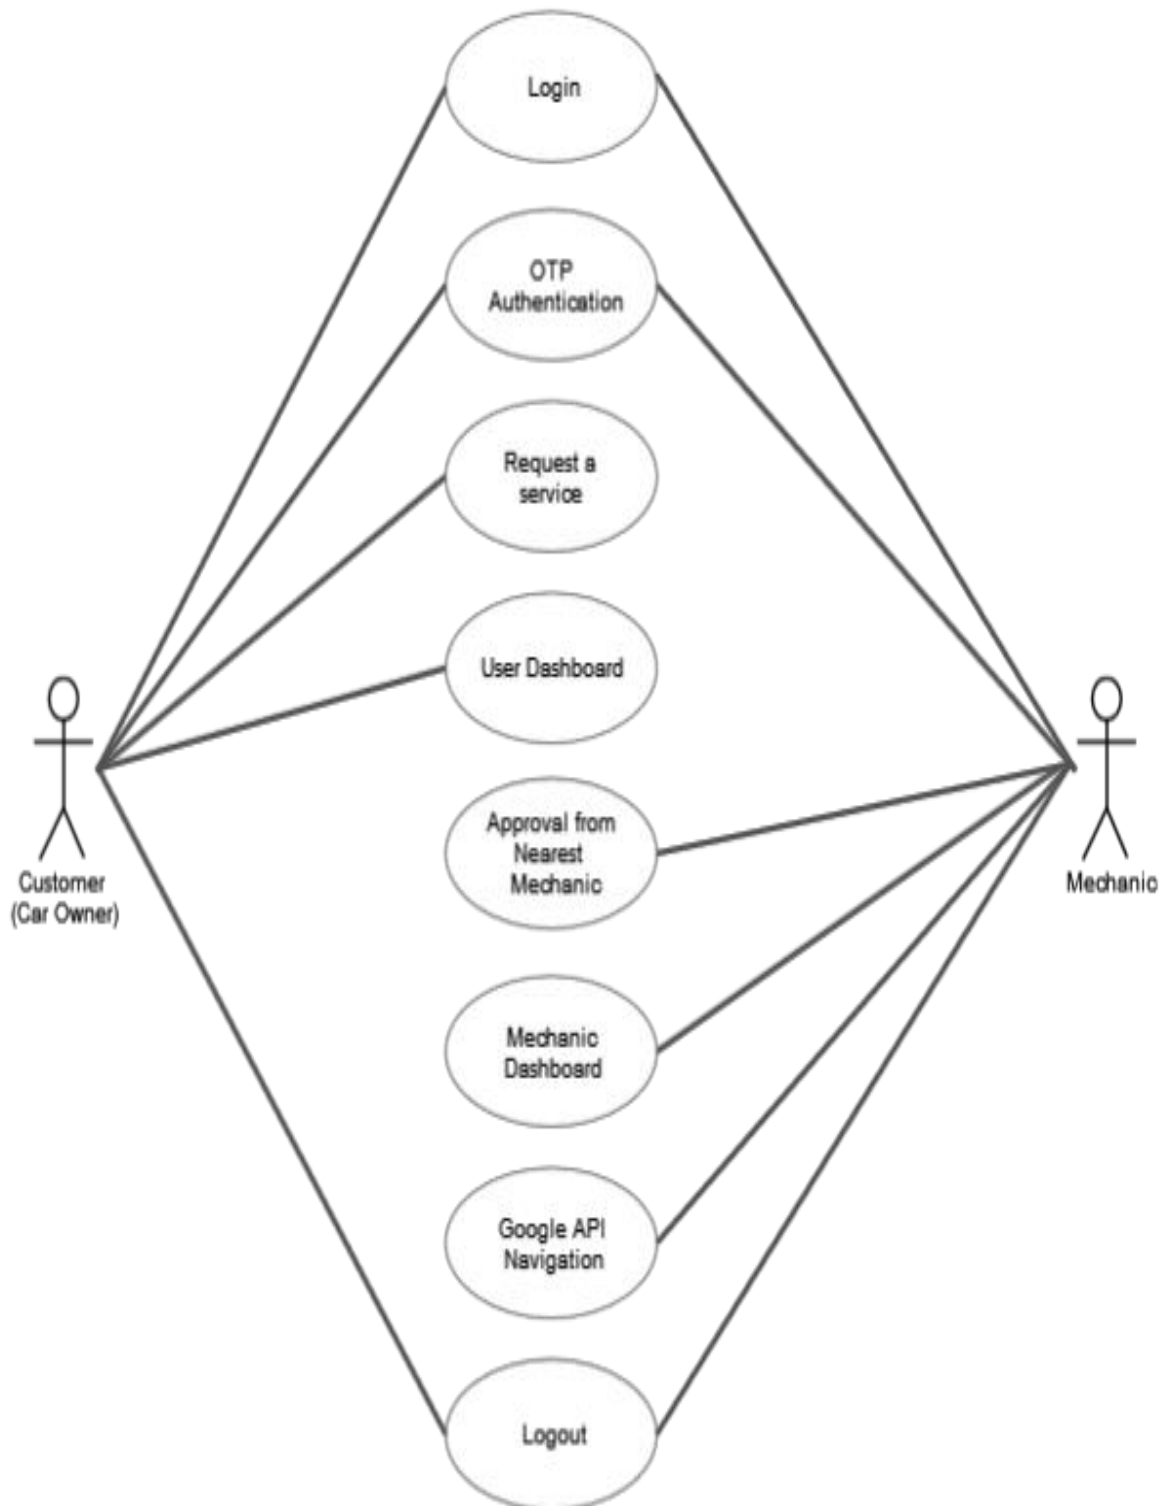 Login
OTP
Authentication
Request a
service
User Dashboard
Approval from
Nearest
Mechanic
Customer
(Car Owner)
Mechanic
Mechanic
Dashboard
Google API
Navigation
Logout